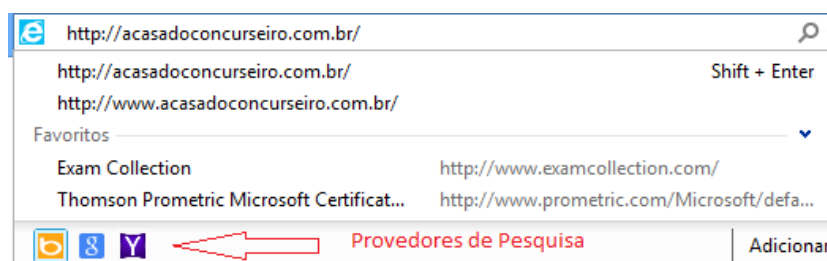 http://acasadoconcurseiro.com.br/
http://acasadoconcurseiro.com.br/ Shift + Enter
http://www.acasadoconcurseiro.com.br/
Favoritos
Exam Collection http://www.examcollection.com/
Thomson Prometric Microsoft Certificat... http://www.prometric.com/Microsoft/defa...
b 8 Y Provedores de Pesquisa Adicionar